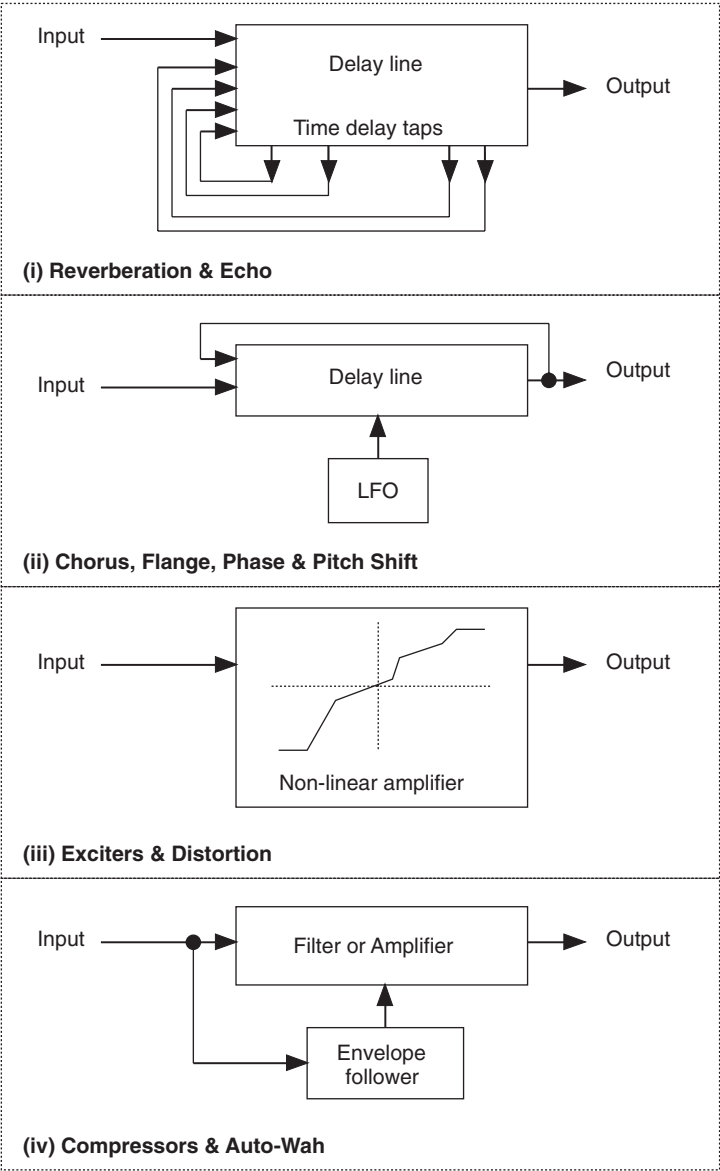 Input
Delay line
Output
Time delay taps
(i) Reverberation & Echo
Input
Delay line
Output
LFO
(ii) Chorus, Flange, Phase & Pitch Shift
Input
Output
Non-linear amplifier
(iii) Exciters & Distortion
Input
Filter or Amplifier
Output
Envelope
follower
(iv) Compressors & Auto-Wah